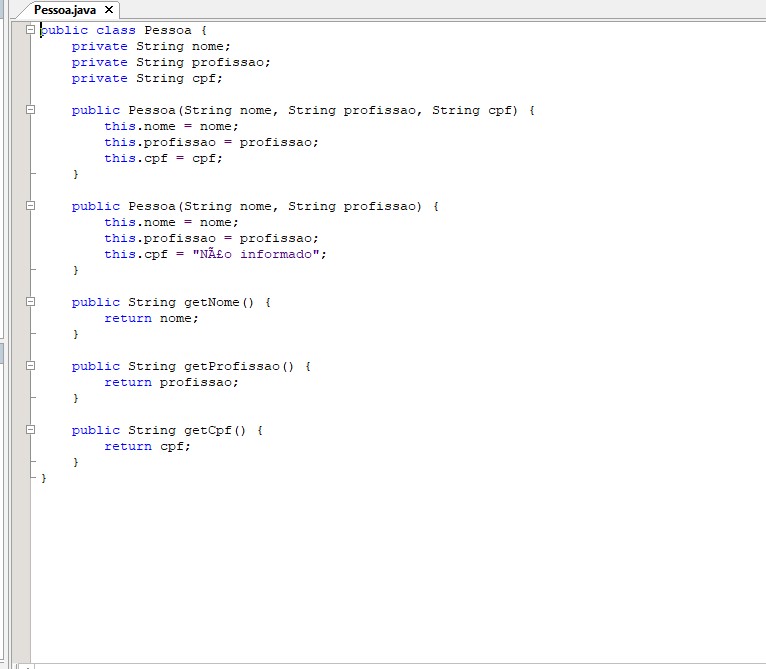 Pessoa.java
public class Pessoa {
    private String nome;
    private String profissao;
    private String cpf;

    public Pessoa(String nome, String profissao, String cpf) {
        this.nome = nome;
        this.profissao = profissao;
        this.cpf = cpf;
    }

    public Pessoa(String nome, String profissao) {
        this.nome = nome;
        this.profissao = profissao;
        this.cpf = "NÃ£o informado";
    }

    public String getNome() {
        return nome;
    }

    public String getProfissao() {
        return profissao;
    }

    public String getCpf() {
        return cpf;
    }
}